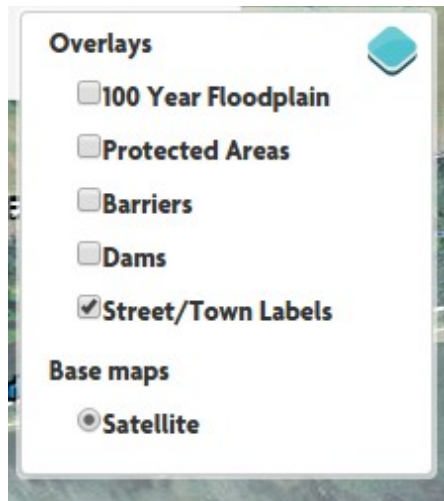 Overlays
100 Year Floodplain
Protected Areas
Barriers
Dams
Street/Town Labels
Base maps
Satellite